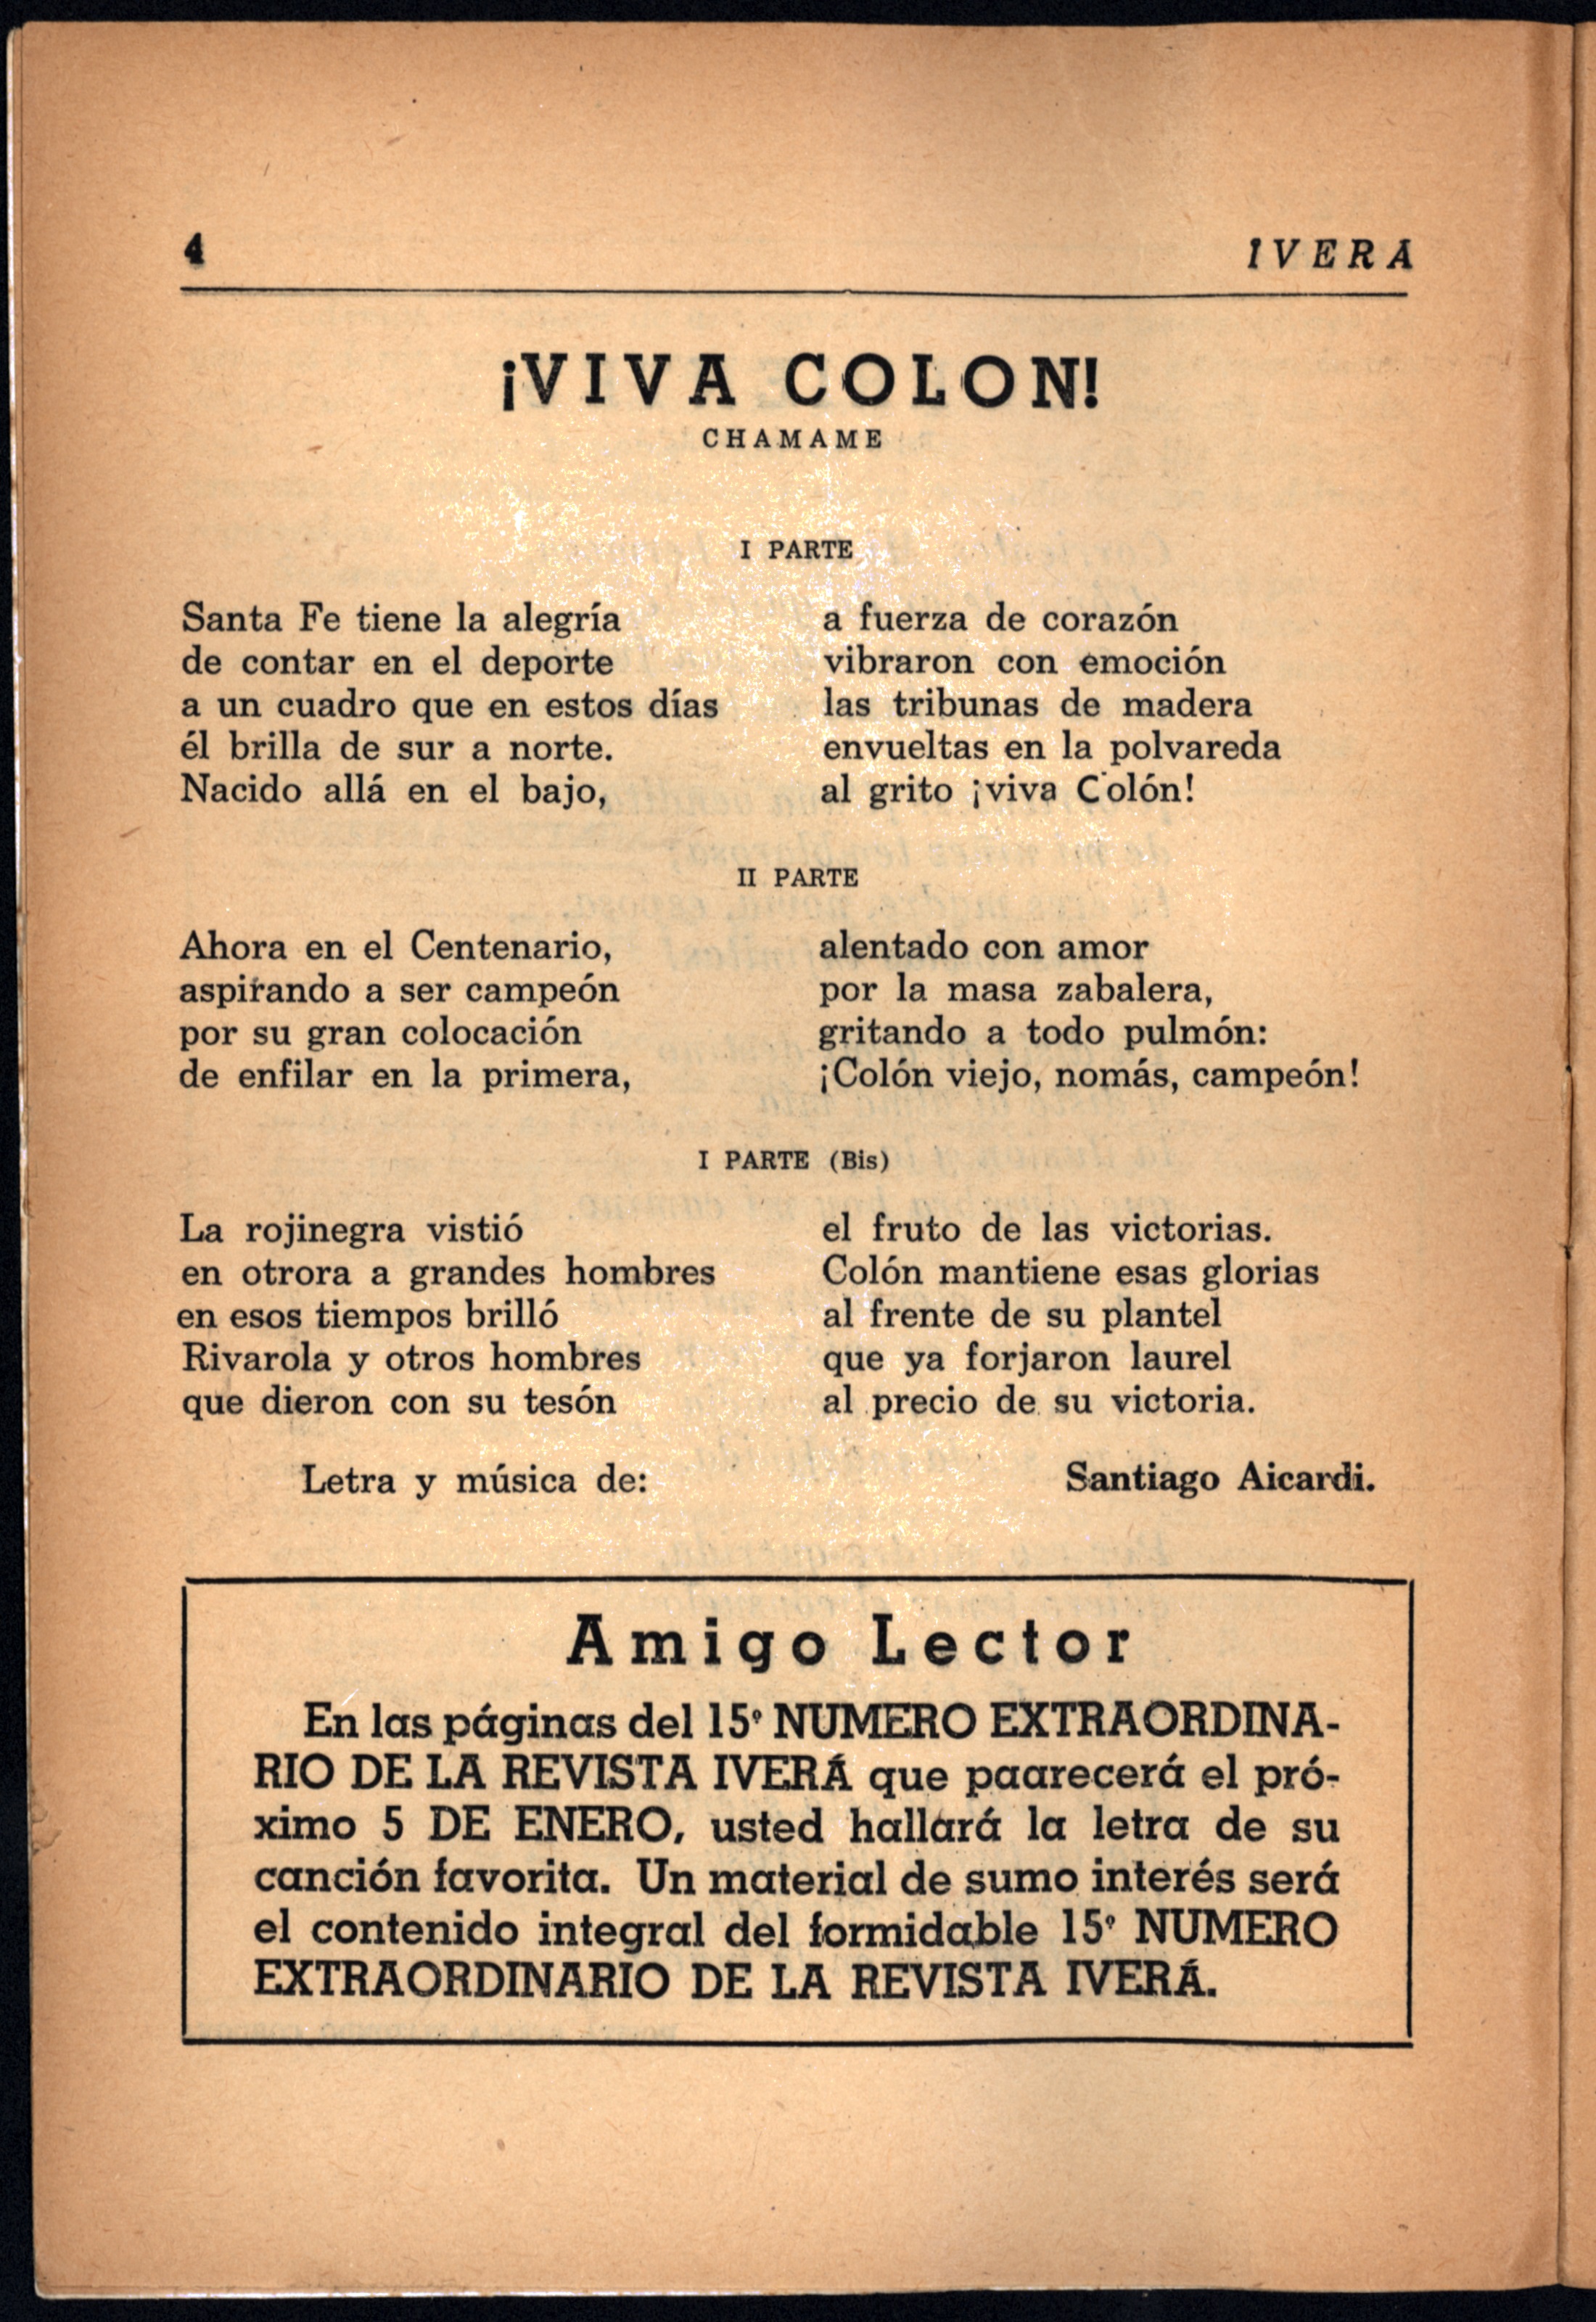 4
IVERA
¡VIVA COLON!
CHAMAME
I PARTE
Santa Fe tiene la alegría
de contar en el deporte
a un cuadro que en estos días
él brilla de sur a norte.
Nacido allá en el bajo,
a fuerza de corazón
vibraron con emoción
las tribunas de madera
envueltas en la polvareda
al grito ¡viva Colón!
II PARTE
Ahora en el Centenario,
aspirando a ser campeón
por su gran colocación
de enfilar en la primera,
alentado con amor
por la masa zabalera,
gritando a todo pulmón:
¡Colón viejo, nomás, campeón!
I PARTE (Bis)
La rojinegra vistió
en otrora a grandes hombres
en esos tiempos brilló
Rivarola y otros hombres
que dieron con su tesón
el fruto de las victorias.
Colón mantiene esas glorias
al frente de su plantel
que ya forjaron laurel
al precio de su victoria.
Letra y música de:
Santiago Aicardi.
Amigo Lector
En las páginas del 15º NUMERO EXTRAORDINA-
RIO DE LA REVISTA IVERÁ que paarecerá el pró-
ximo 5 DE ENERO, usted hallará la letra de su
canción favorita. Un material de sumo interés será
el contenido integral del formidable 15º NUMERO
EXTRAORDINARIO DE LA REVISTA IVERÁ.